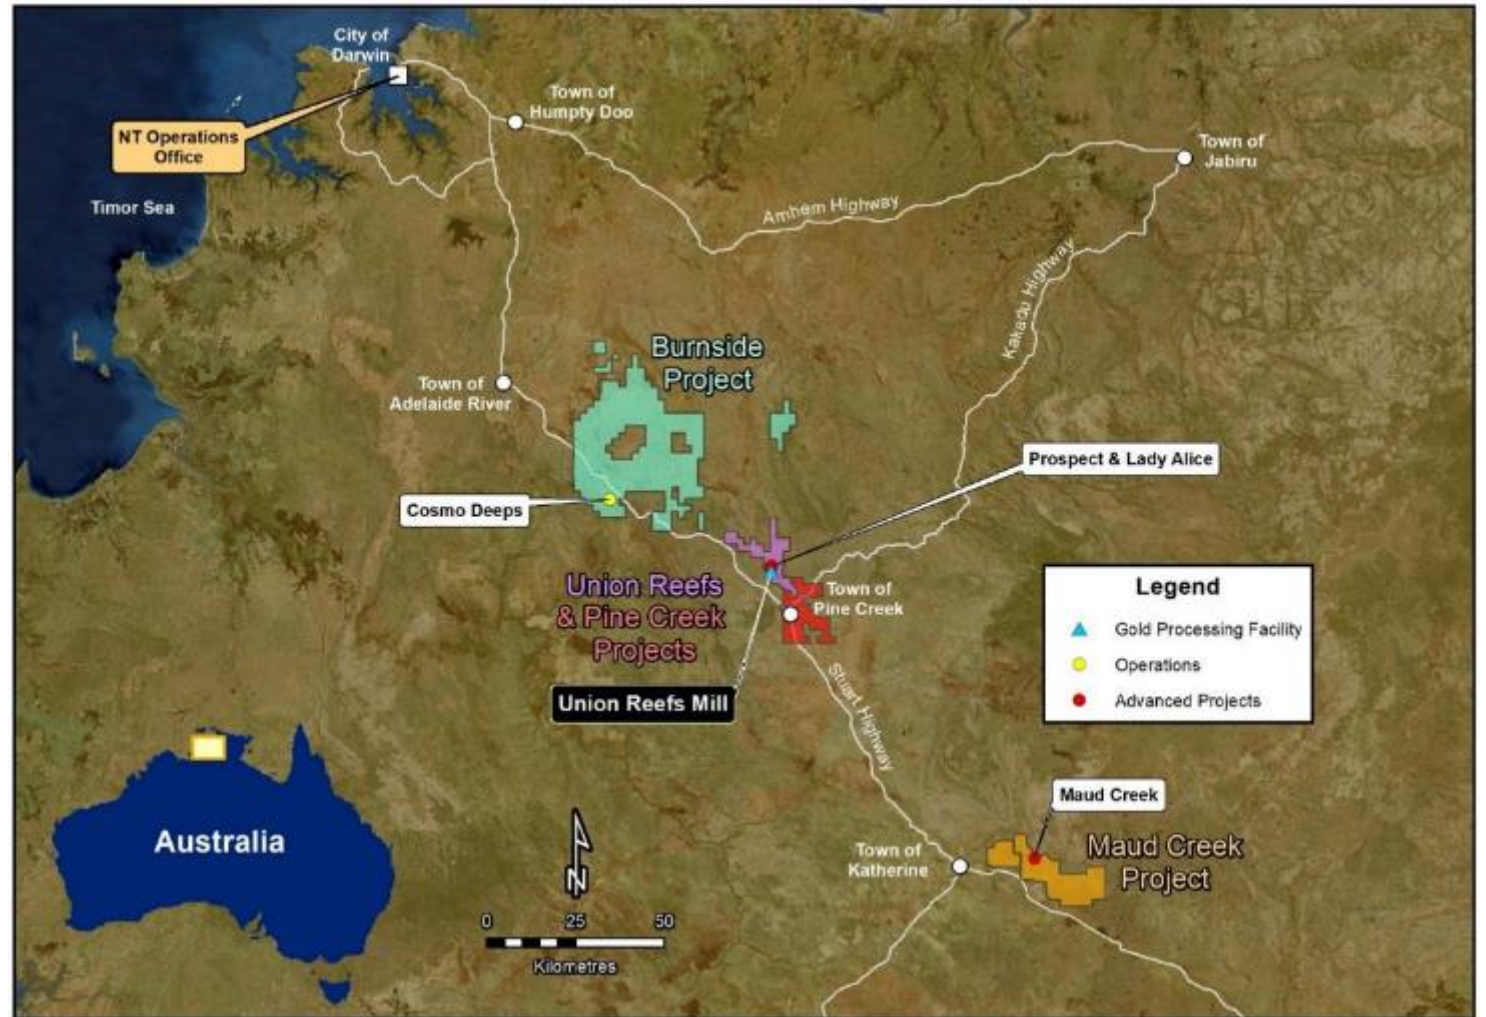 City of
Darwin
Town of
Humpty Doo
NT Operations
Office
Town of
Jabiru
Timor Sea
Arnhem Highway
Kakadu Highway
Burnside
Project
Town of
Adelaide River
Prospect & Lady Alice
Cosmo Deeps
Union Reefs
& Pine Creek
Projects
Town of
Pine Creek
Legend
Gold Processing Facility
Operations
Advanced Projects
Union Reefs Mill
Stuart Highway
Maud Creek
Australia
Town of
Katherine
Maud Creek
Project
N
0 25 50
Kilometres